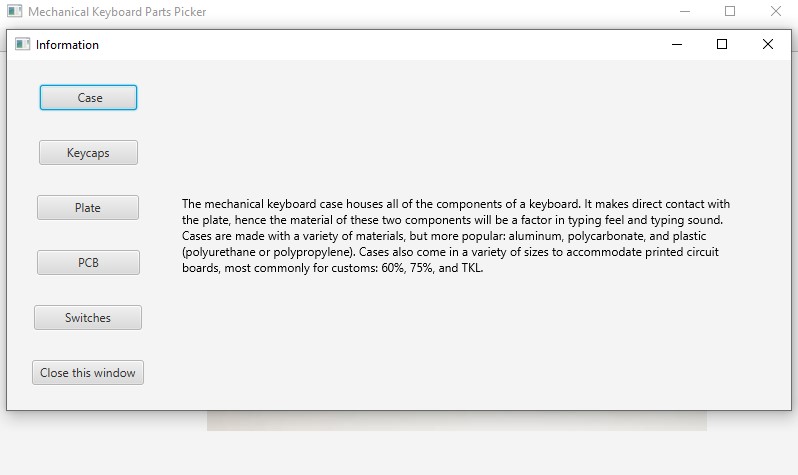 Mechanical Keyboard Parts Picker
Information
Case
Keycaps
Plate
PCB
Switches
Close this window
The mechanical keyboard case houses all of the components of a keyboard. It makes direct contact with
the plate, hence the material of these two components will be a factor in typing feel and typing sound.
Cases are made with a variety of materials, but more popular: aluminum, polycarbonate, and plastic
(polyurethane or polypropylene). Cases also come in a variety of sizes to accommodate printed circuit
boards, most commonly for customs: 60%, 75%, and TKL.